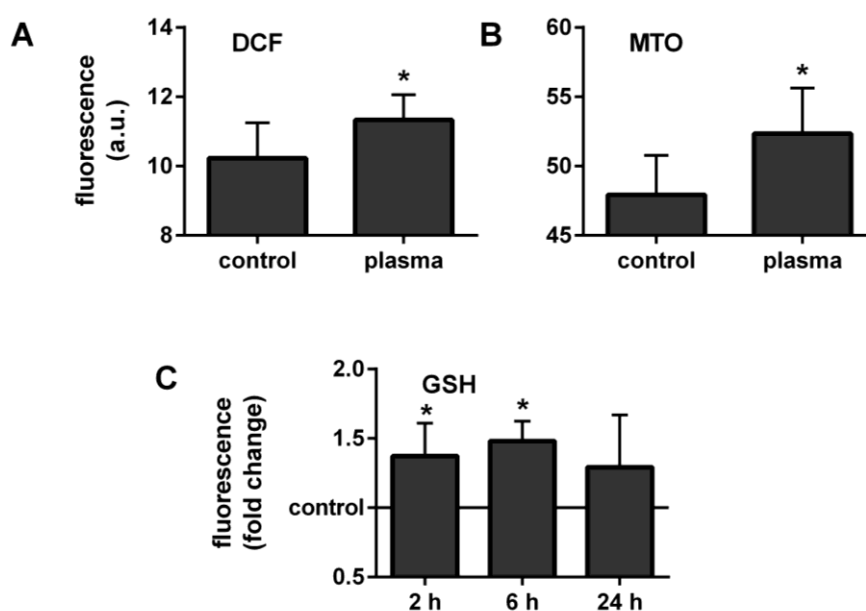 A
DCF
fluorescence
(a.u.)
14
12
10
8
*
control
plasma
B
MTO
60
55
50
45
*
control
plasma
C
GSH
fluorescence
(fold change)
2.0
1.5
control
0.5
*
*
2 h
6 h
24 h